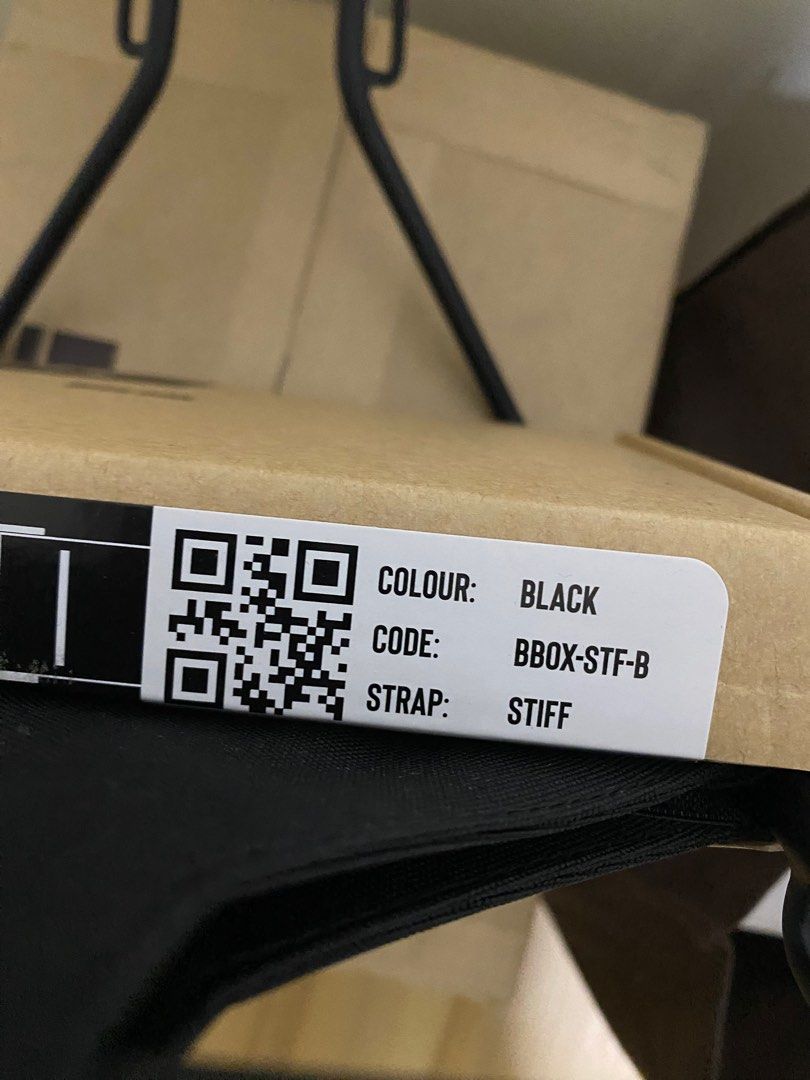 COLOUR: BLACK
CODE: BBOX-STF-B
STRAP: STIFF